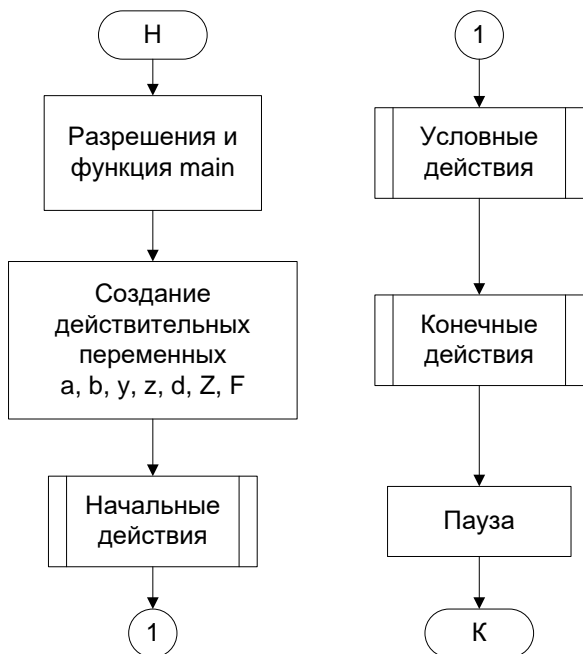 Н
Разрешения и
функция main
Создание
действительных
переменных
a, b, y, z, d, Z, F
Начальные
действия
1
1
Условные
действия
Конечные
действия
Пауза
К